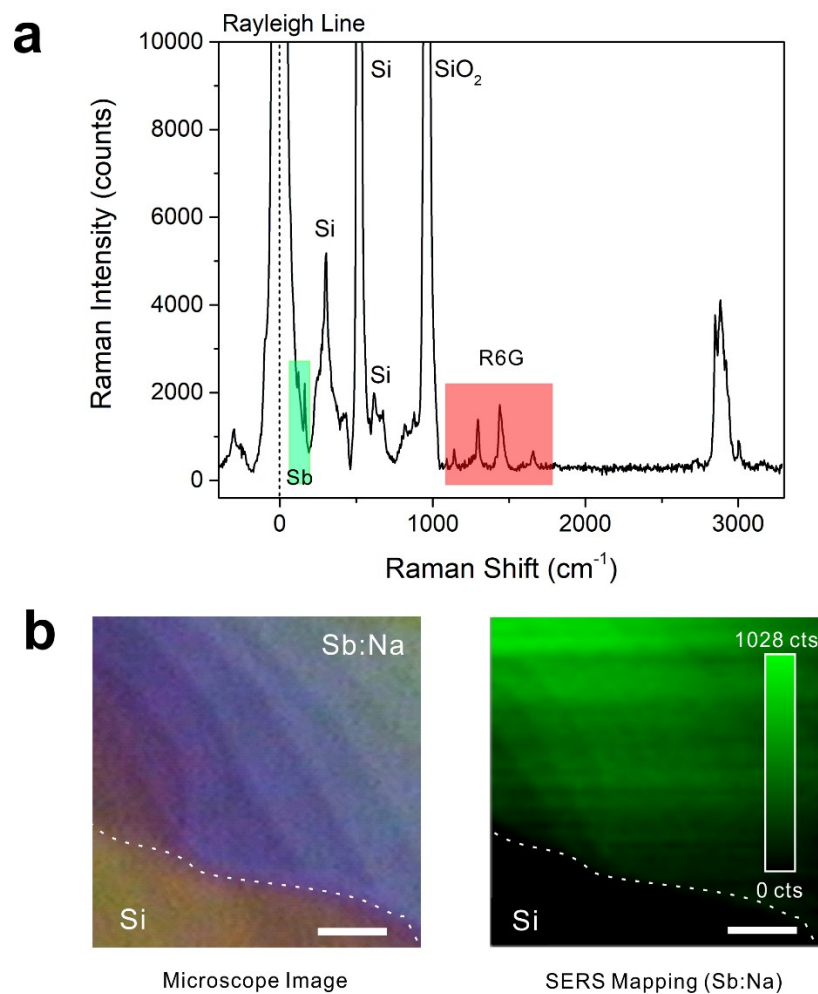 a
Rayleigh Line
10000
8000
6000
4000
2000
0
Raman Intensity (counts)
Si
SiO2
Si
Si
Sb
R6G
0
1000
2000
3000
Raman Shift (cm-1)
b
Sb:Na
Si
Microscope Image
1028 cts
0 cts
Si
SERS Mapping (Sb:Na)